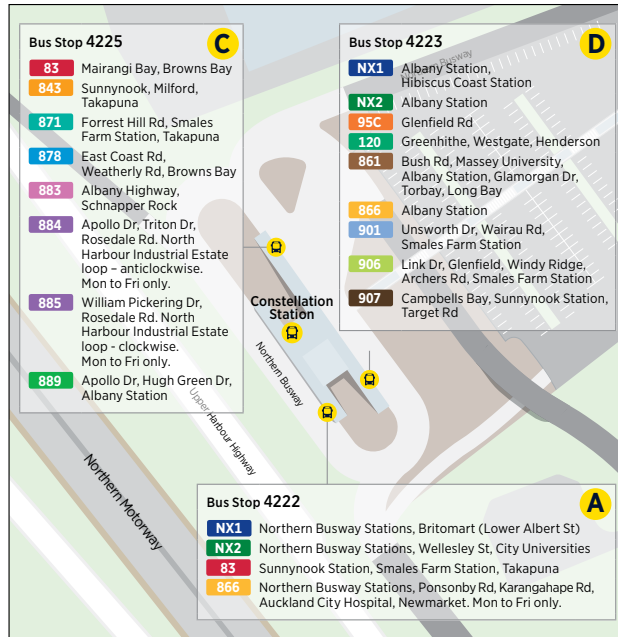 Bus Stop 4225
C
83 Mairangi Bay, Browns Bay
843 Sunnynook, Milford,
Takapuna
871 Forrest Hill Rd, Smales
Farm Station, Takapuna
878 East Coast Rd,
Weatherly Rd, Browns Bay
883 Albany Highway,
Schnapper Rock
884 Apollo Dr, Triton Dr,
Rosedale Rd. North
Harbour Industrial Estate
loop – anticlockwise.
Mon to Fri only.
885 William Pickering Dr,
Rosedale Rd. North
Harbour Industrial Estate
loop - clockwise.
Mon to Fri only.
889 Apollo Dr, Hugh Green Dr,
Albany Station
Bus Stop 4223
D
NX1 Albany Station,
Hibiscus Coast Station
NX2 Albany Station
95C Glenfield Rd
120 Greenhithe, Westgate, Henderson
861 Bush Rd, Massey University,
Albany Station, Glamorgan Dr,
Torbay, Long Bay
866 Albany Station
901 Unsworth Dr, Wairau Rd,
Smales Farm Station
906 Link Dr, Glenfield, Windy Ridge,
Archers Rd, Smales Farm Station
907 Campbells Bay, Sunnynook Station,
Target Rd
Busway
Constellation
Station
Northern Busway
Upper Harbour Highway
Northern Motorway
Bus Stop 4222
A
NX1 Northern Busway Stations, Britomart (Lower Albert St)
NX2 Northern Busway Stations, Wellesley St, City Universities
83 Sunnynook Station, Smales Farm Station, Takapuna
866 Northern Busway Stations, Ponsonby Rd, Karangahape Rd,
Auckland City Hospital, Newmarket. Mon to Fri only.